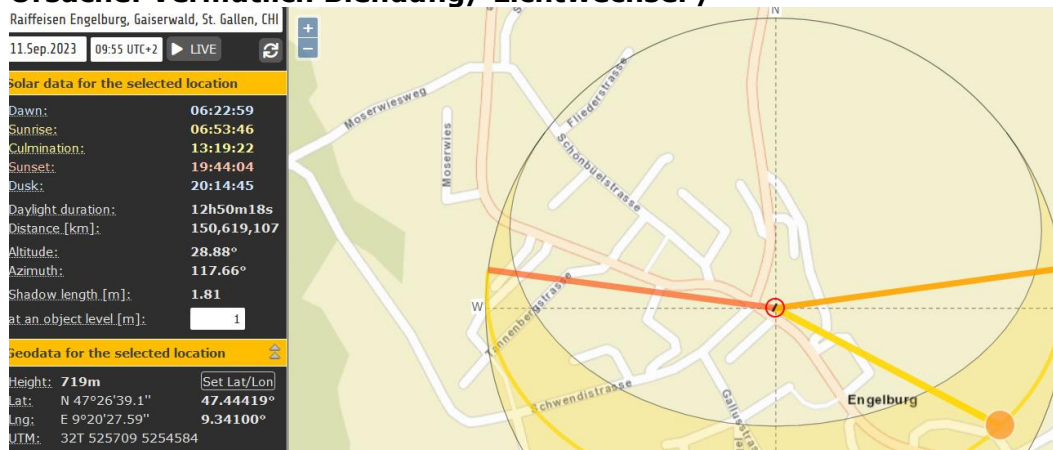 Ursache: Vermutlich Blendung/ Lichtwechsel /
Raiffeisen Engelburg, Gaiserwald, St. Gallen, CHI
11.Sep.2023
09:55 UTC+2
LIVE
Solar data for the selected location
Dawn: 06:22:59
Sunrise: 06:53:46
Culmination: 13:19:22
Sunset: 19:44:04
Dusk: 20:14:45
Daylight duration: 12h50m18s
Distance [km]: 150,619,107
Altitude: 28.88°
Azimuth: 117.66°
Shadow length [m]: 1.81
at an object level [m]: 1
Geodata for the selected location
Height: 719m
Set Lat/Lon
Lat: N 47°26'39.1'' 47.44419°
Lng: E 9°20'27.59'' 9.34100°
UTM: 32T 525709 5254584
+
−
N
W
Moserwiesweg
Moserwies
Fliederstrasse
Schönbüelstrasse
Tannenbergstrasse
Schwendistrasse
Engelburg